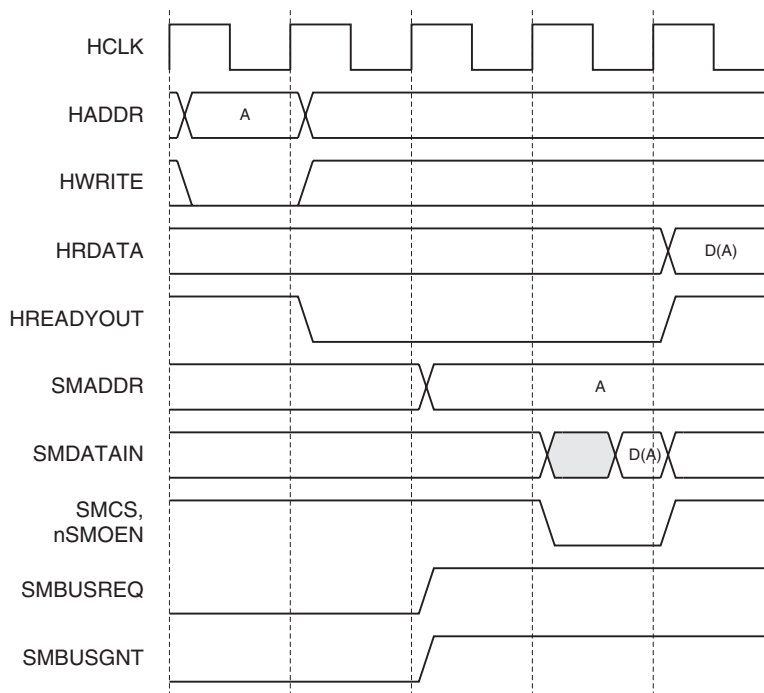 HCLK
HADDR
A
HWRITE
HRDATA
D(A)
HREADYOUT
SMADDR
A
SMDATAIN
D(A)
SMCS,
nSMOEN
SMBUSREQ
SMBUSGNT